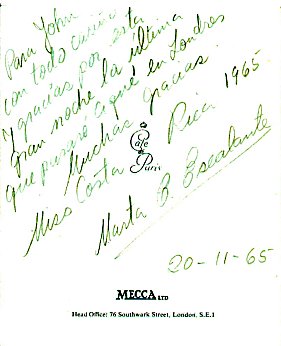 Para John
con todo cariño
Y gracias por esta
gran noche la última
que pasaré aquí en Londres
Muchas gracias.
Miss Costa Rica 1965
Marta B. Escalante
20-11-65
Café de Paris
MECCA LTD
Head Office: 76 Southwark Street, London, S.E.1